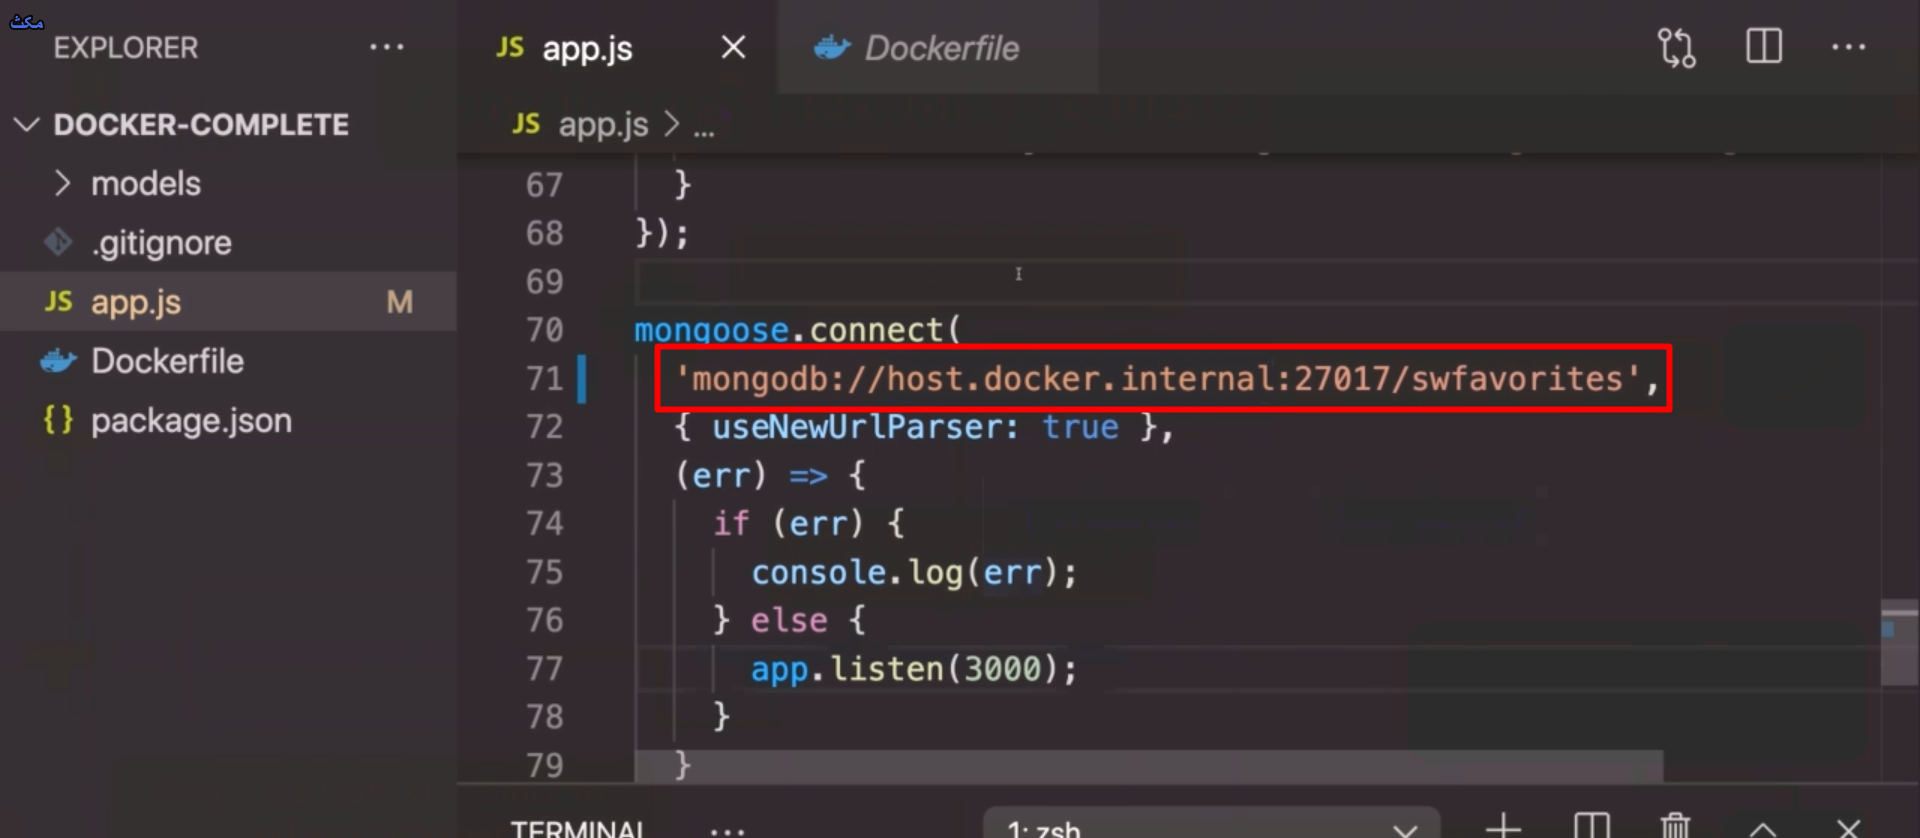 مكث
EXPLORER ...
JS app.js ×
Dockerfile
...
DOCKER-COMPLETE
JS app.js > ...
models
.gitignore
JS app.js M
Dockerfile
{} package.json
67 }
68 });
69
70 mongoose.connect(
71 'mongodb://host.docker.internal:27017/swfavorites',
72 { useNewUrlParser: true },
73 (err) => {
74 if (err) {
75 console.log(err);
76 } else {
77 app.listen(3000);
78 }
79 }
TERMINAL ... 1: zsh